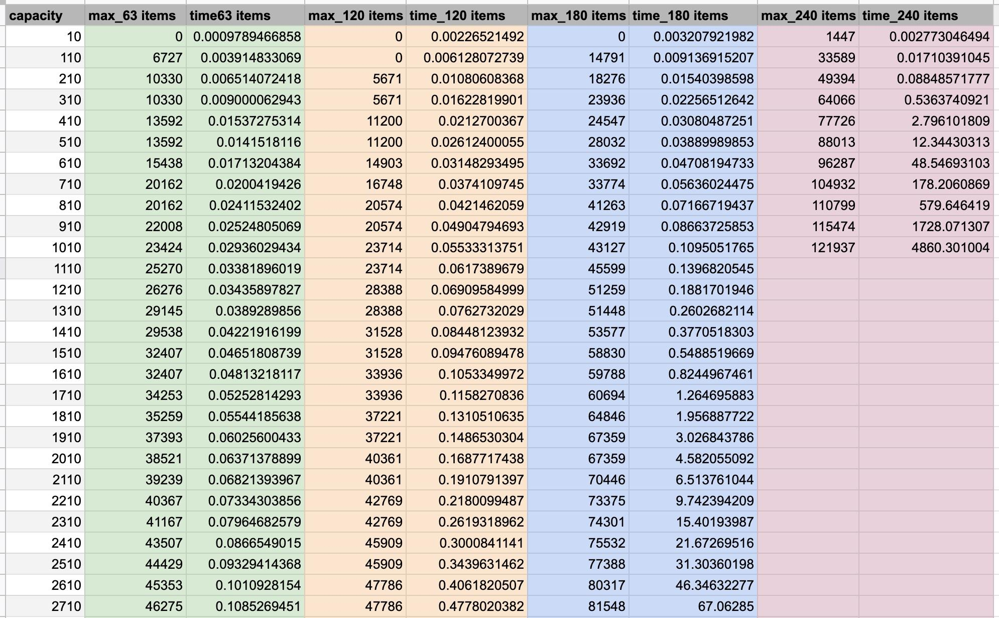 capacity max_63 items time63 items max_120 items time_120 items max_180 items time_180 items max_240 items time_240 items
10 0 0.0009789466858 0 0.00226521492 0 0.003207921982 1447 0.002773046494
110 6727 0.003914833069 0 0.006128072739 14791 0.009136915207 33589 0.01710391045
210 10330 0.006514072418 5671 0.01080608368 18276 0.01540398598 49394 0.08848571777
310 10330 0.009000062943 5671 0.01622819901 23936 0.02256512642 64066 0.5363740921
410 13592 0.01537275314 11200 0.0212700367 24547 0.03080487251 77726 2.796101809
510 13592 0.0141518116 11200 0.02612400055 28032 0.03889989853 88013 12.34430313
610 15438 0.01713204384 14903 0.03148293495 33692 0.04708194733 96287 48.54693103
710 20162 0.0200419426 16748 0.0374109745 33774 0.05636024475 104932 178.2060869
810 20162 0.02411532402 20574 0.0421462059 41263 0.07166719437 110799 579.646419
910 22008 0.02524805069 20574 0.04904794693 42919 0.08663725853 115474 1728.071307
1010 23424 0.02936029434 23714 0.05533313751 43127 0.1095051765 121937 4860.301004
1110 25270 0.03381896019 23714 0.0617389679 45599 0.1396820545
1210 26276 0.03435897827 28388 0.06909584999 51259 0.1881701946
1310 29145 0.0389289856 28388 0.0762732029 51448 0.2602682114
1410 29538 0.04221916199 31528 0.08448123932 53577 0.3770518303
1510 32407 0.04651808739 31528 0.09476089478 58830 0.5488519669
1610 32407 0.04813218117 33936 0.1053349972 59788 0.8244967461
1710 34253 0.05252814293 33936 0.1158270836 60694 1.264695883
1810 35259 0.05544185638 37221 0.1310510635 64846 1.956887722
1910 37393 0.06025600433 37221 0.1486530304 67359 3.026843786
2010 38521 0.06371378899 40361 0.1687717438 67359 4.582055092
2110 39239 0.06821393967 40361 0.1910791397 70446 6.513761044
2210 40367 0.07334303856 42769 0.2180099487 73375 9.742394209
2310 41167 0.07964682579 42769 0.2619318962 74301 15.40193987
2410 43507 0.0866549015 45909 0.3000841141 75532 21.67269516
2510 44429 0.09329414368 45909 0.3439631462 77388 31.30360198
2610 45353 0.1010928154 47786 0.4061820507 80317 46.34632277
2710 46275 0.1085269451 47786 0.4778020382 81548 67.06285